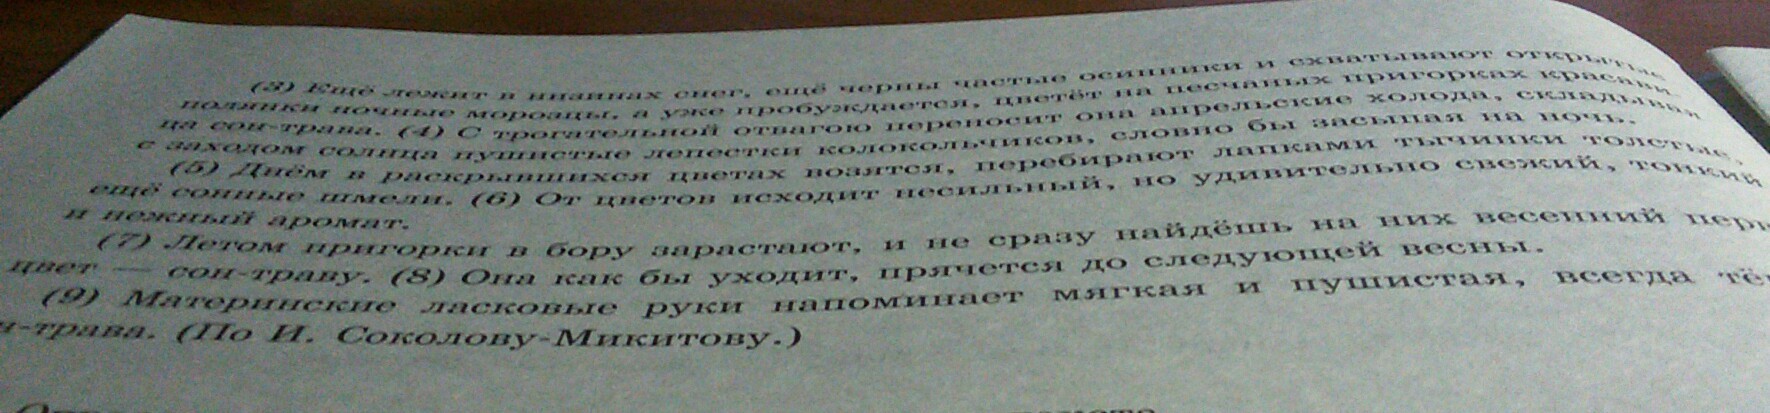 (3) Ещё лежит в низинах снег, ещё черны частые осинники и схватывают открытые
полянки ночные морозцы, а уже пробуждается, цветёт на песчаных пригорках красави-
ца сон-трава. (4) С трогательной отвагою переносит она апрельские холода, складывая
с заходом солнца пушистые лепестки колокольчиков, словно бы засыпая на ночь.
(5) Днём в раскрывшихся цветах возятся, перебирают лапками тычинки толстые,
ещё сонные шмели. (6) От цветов исходит несильный, но удивительно свежий, тонкий
и нежный аромат.
(7) Летом пригорки в бору зарастают, и не сразу найдёшь на них весенний
цвет — сон-траву. (8) Она как бы уходит, прячется до следующей весны.
(9) Материнские ласковые руки напоминает мягкая и пушистая, всегда
н-трава. (По И. Соколову-Микитову.)